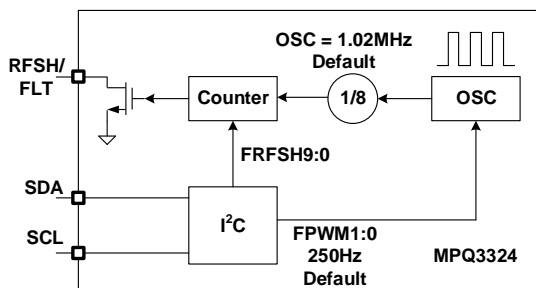 OSC = 1.02MHz
Default
RFSH/
FLT
Counter
1/8
OSC
FRFSH9:0
SDA
I²C
SCL
FPWM1:0
250Hz
Default
MPQ3324